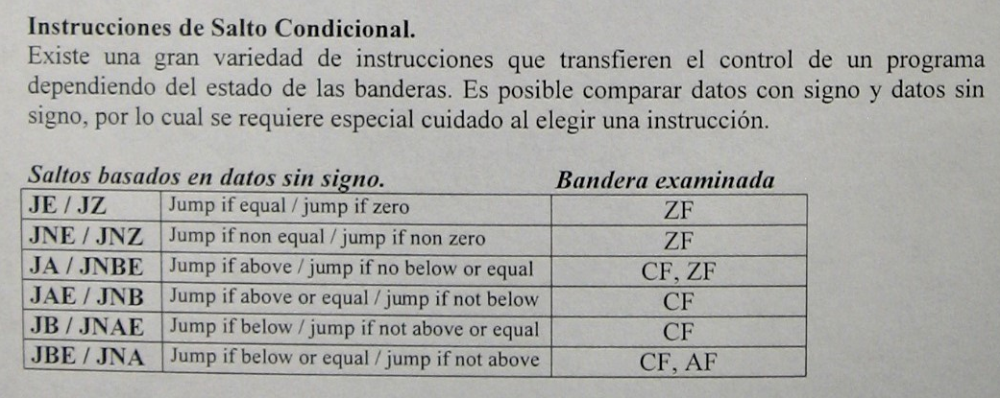 Instrucciones de Salto Condicional.
Existe una gran variedad de instrucciones que transfieren el control de un programa
dependiendo del estado de las banderas. Es posible comparar datos con signo y datos sin
signo, por lo cual se requiere especial cuidado al elegir una instrucción.
Saltos basados en datos sin signo. Bandera examinada
JE / JZ Jump if equal / jump if zero ZF
JNE / JNZ Jump if non equal / jump if non zero ZF
JA / JNBE Jump if above / jump if no below or equal CF, ZF
JAE / JNB Jump if above or equal / jump if not below CF
JB / JNAE Jump if below / jump if not above or equal CF
JBE / JNA Jump if below or equal / jump if not above CF, AF